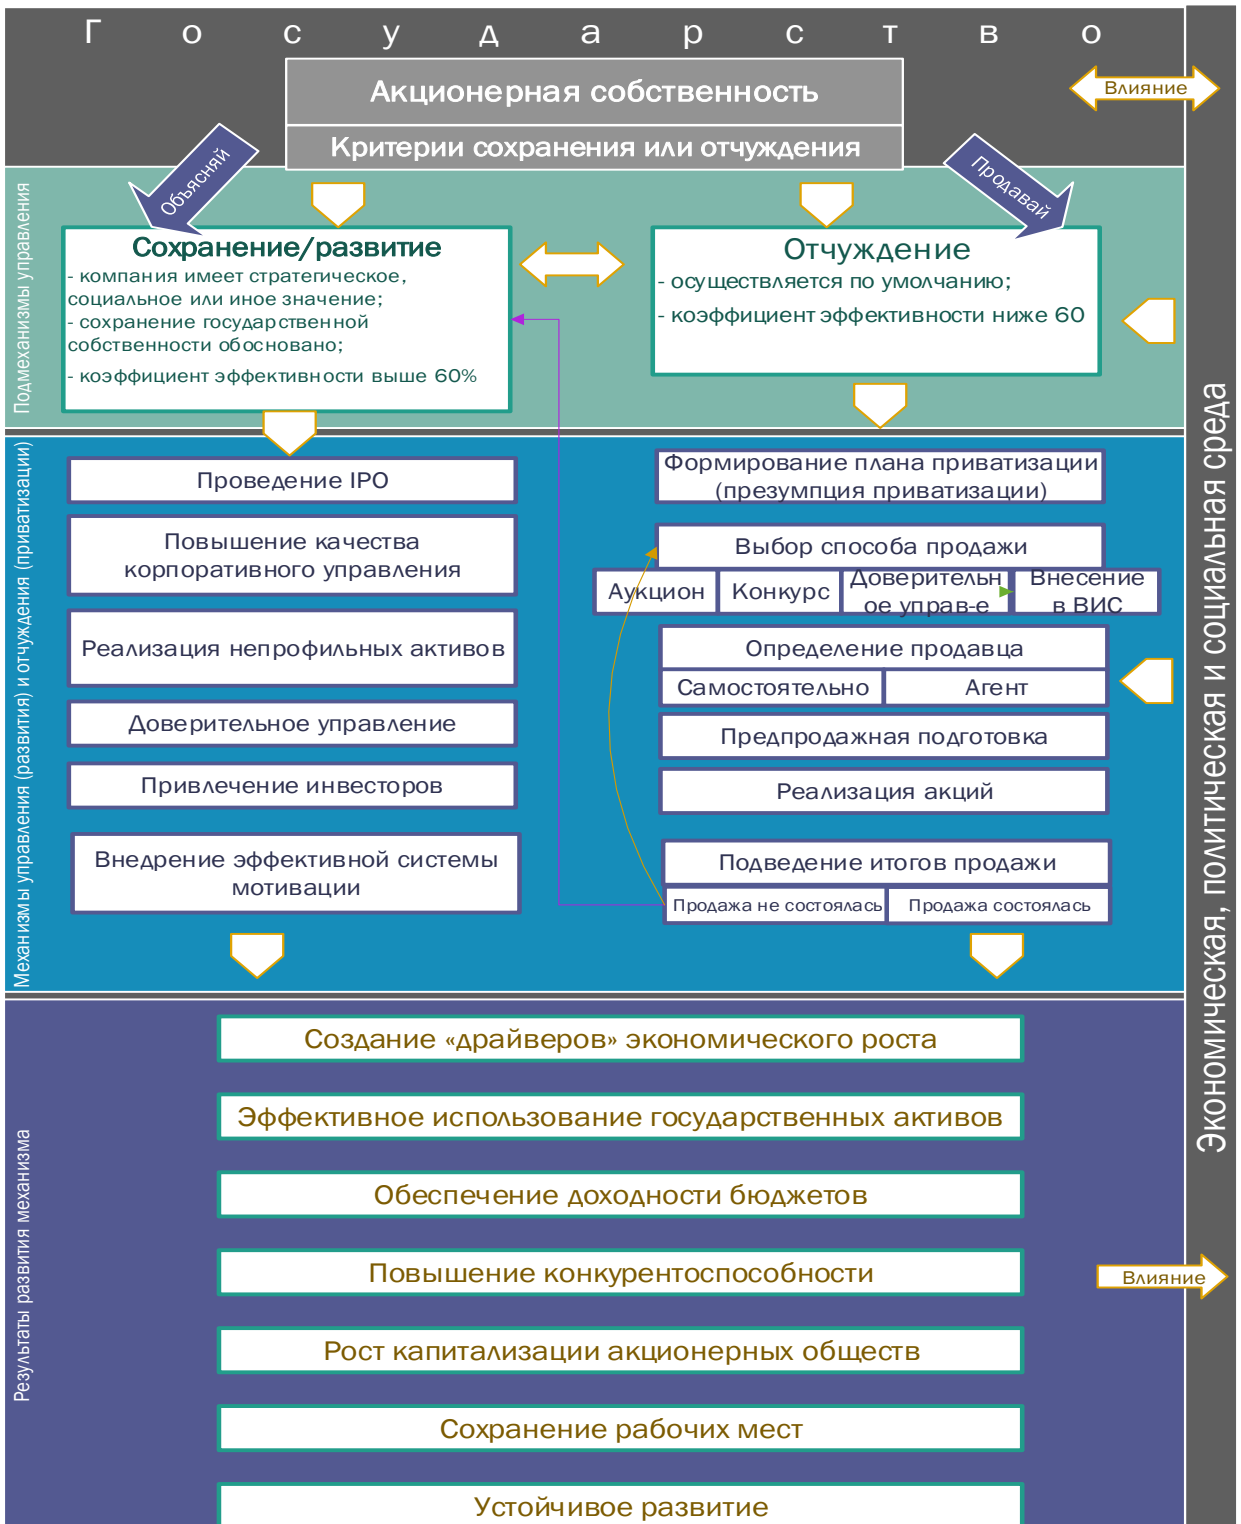 Государство
Акционерная собственность
Критерии сохранения или отчуждения
Влияние
Объясняй
Продавай
Подмеханизмы управления
Сохранение/развитие
- компания имеет стратегическое,
социальное или иное значение;
- сохранение государственной
собственности обосновано;
- коэффициент эффективности выше 60%
Отчуждение
- осуществляется по умолчанию;
- коэффициент эффективности ниже 60
Механизмы управления (развития) и отчуждения (приватизации)
Проведение IPO
Повышение качества
корпоративного управления
Реализация непрофильных активов
Доверительное управление
Привлечение инвесторов
Внедрение эффективной системы
мотивации
Формирование плана приватизации
(презумпция приватизации)
Выбор способа продажи
Аукцион
Конкурс
Доверительн
ое управ-е
Внесение
в ВИС
Определение продавца
Самостоятельно
Агент
Предпродажная подготовка
Реализация акций
Подведение итогов продажи
Продажа не состоялась
Продажа состоялась
Экономическая, политическая и социальная среда
Результаты развития механизма
Создание «драйверов» экономического роста
Эффективное использование государственных активов
Обеспечение доходности бюджетов
Повышение конкурентоспособности
Влияние
Рост капитализации акционерных обществ
Сохранение рабочих мест
Устойчивое развитие